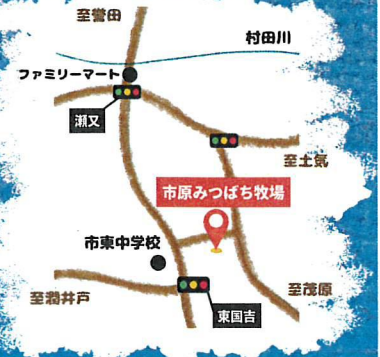 至誉田
村田川
ファミリーマート
瀬又
至土気
市原みつばち牧場
市東中学校
至潤井戸
東国吉
至茂原